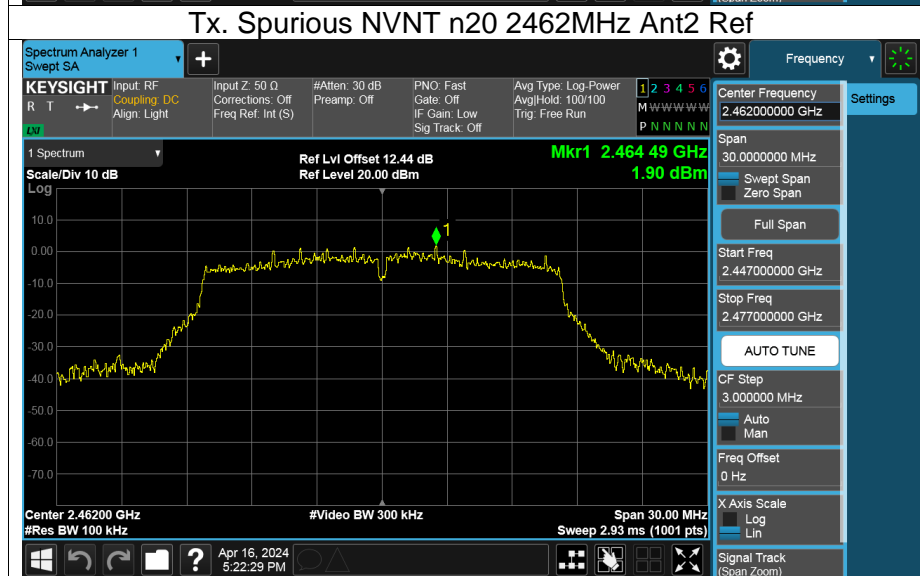 (Span Zoom)
Tx. Spurious NVNT n20 2462MHz Ant2 Ref
Spectrum Analyzer 1
Swept SA
+
Frequency
KEYSIGHT
R T
LXI
Input: RF
Coupling: DC
Align: Light
Input Z: 50 Ω
Corrections: Off
Freq Ref: Int (S)
#Atten: 30 dB
Preamp: Off
PNO: Fast
Gate: Off
IF Gain: Low
Sig Track: Off
Avg Type: Log-Power
Avg|Hold: 100/100
Trig: Free Run
1 2 3 4 5 6
M W W W W W
P N N N N N
1 Spectrum
Scale/Div 10 dB
Ref Lvl Offset 12.44 dB
Ref Level 20.00 dBm
Mkr1 2.464 49 GHz
1.90 dBm
Log
10.0
0.00
-10.0
-20.0
-30.0
-40.0
-50.0
-60.0
-70.0
1
Center 2.46200 GHz
#Res BW 100 kHz
#Video BW 300 kHz
Span 30.00 MHz
Sweep 2.93 ms (1001 pts)
Center Frequency
2.462000000 GHz
Settings
Span
30.0000000 MHz
Swept Span
Zero Span
Full Span
Start Freq
2.447000000 GHz
Stop Freq
2.477000000 GHz
AUTO TUNE
CF Step
3.000000 MHz
Auto
Man
Freq Offset
0 Hz
X Axis Scale
Log
Lin
Signal Track
(Span Zoom)
?
Apr 16, 2024
5:22:29 PM